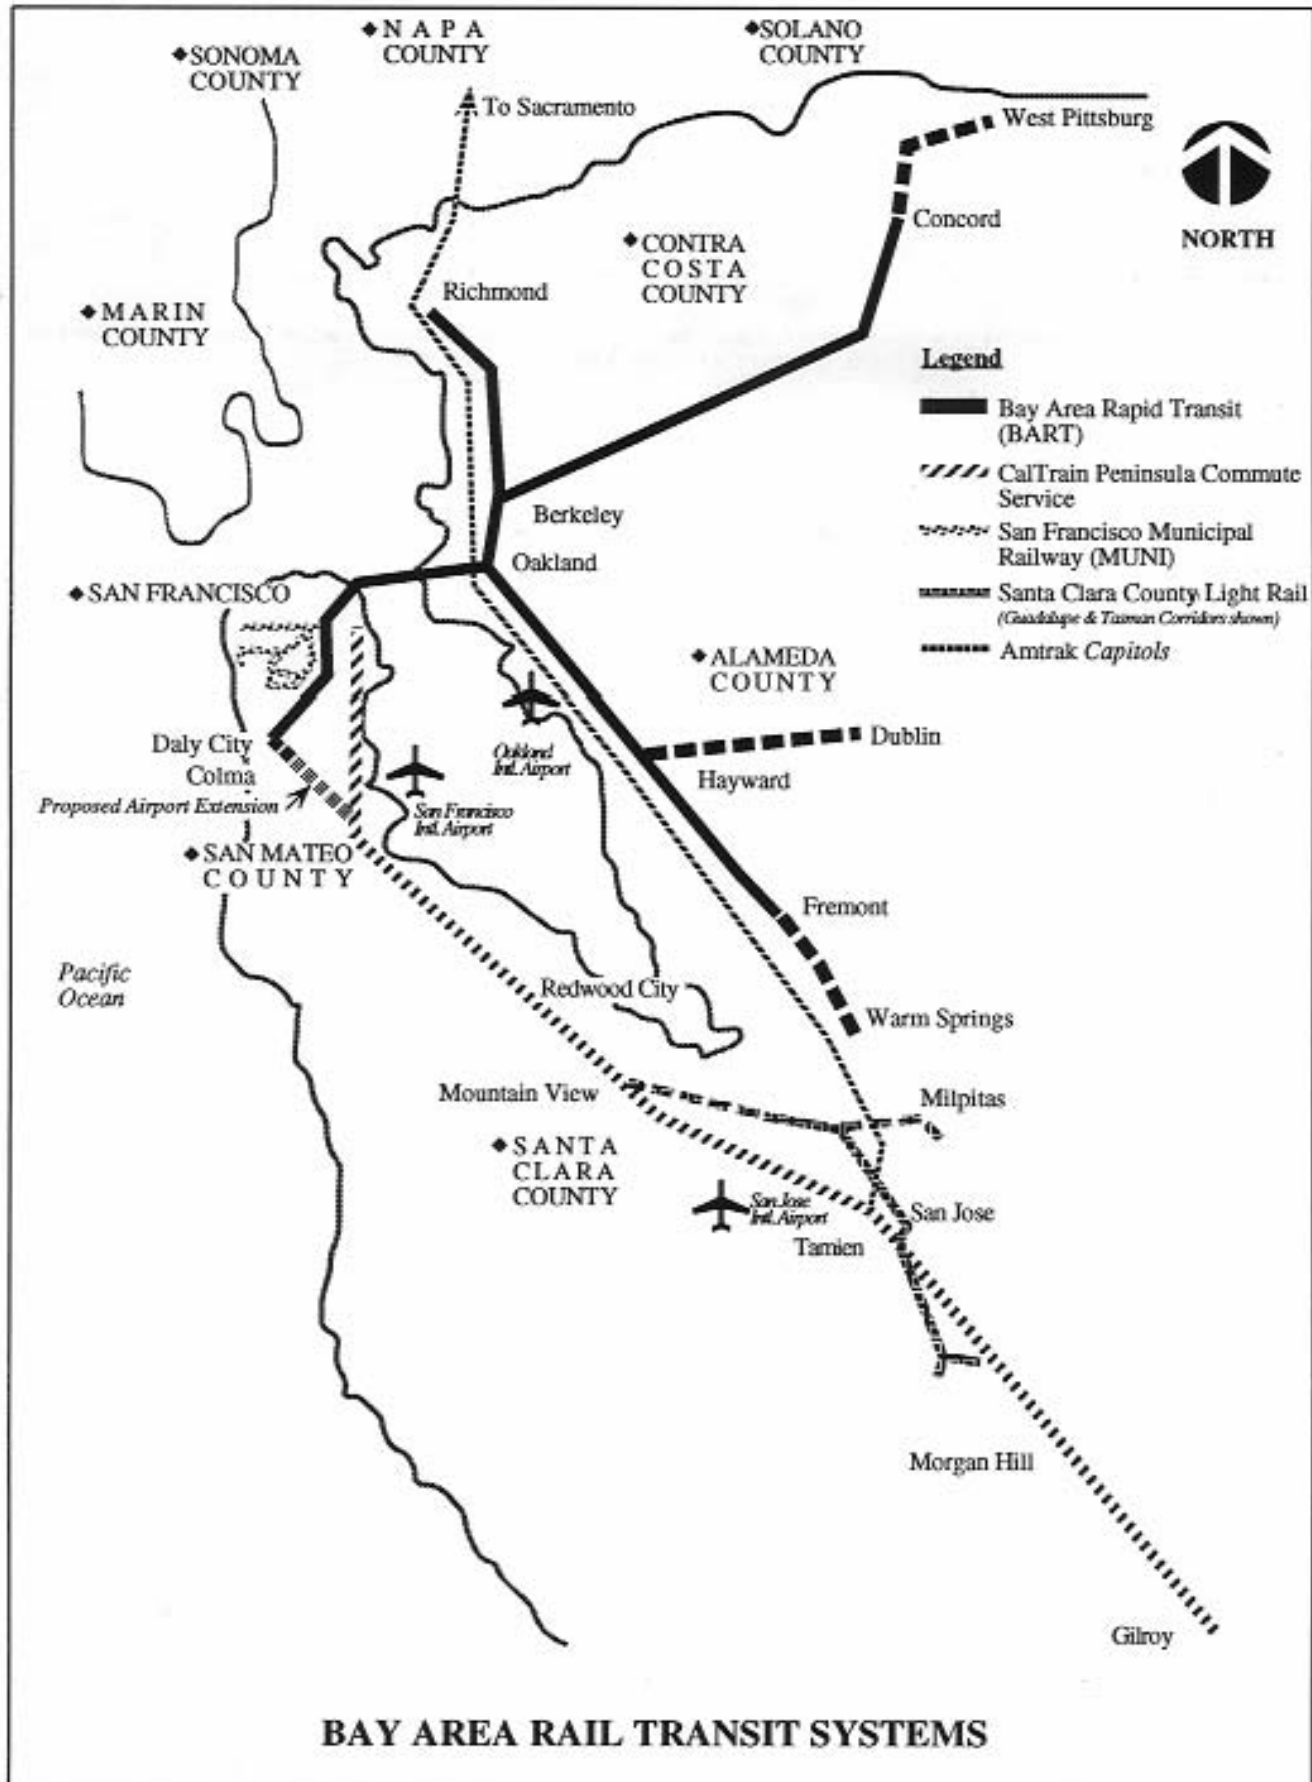 NAPA
COUNTY
SOLANO
COUNTY
SONOMA
COUNTY
To Sacramento
West Pittsburg
NORTH
Concord
CONTRA
COSTA
COUNTY
Richmond
MARIN
COUNTY
Legend
Bay Area Rapid Transit
(BART)
CalTrain Peninsula Commute
Service
San Francisco Municipal
Railway (MUNI)
Santa Clara County Light Rail
(Guadalupe & Tasman Corridors shown)
Amtrak Capitols
Berkeley
Oakland
SAN FRANCISCO
ALAMEDA
COUNTY
Daly City
Colma
Proposed Airport Extension
Oakland
Intl. Airport
Dublin
Hayward
San Francisco
Intl. Airport
SAN MATEO
COUNTY
Fremont
Pacific
Ocean
Redwood City
Warm Springs
Mountain View
Milpitas
SANTA
CLARA
COUNTY
San Jose
Intl. Airport
San Jose
Tamien
Morgan Hill
Gilroy
BAY AREA RAIL TRANSIT SYSTEMS